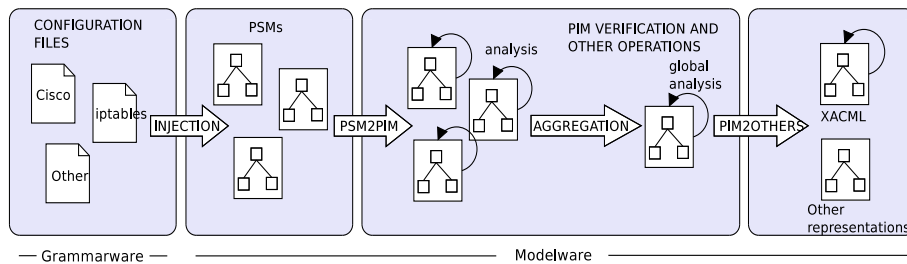 CONFIGURATION
FILES
Cisco
iptables
Other
INJECTION
PSMs
PSM2PIM
PIM VERIFICATION AND
OTHER OPERATIONS
analysis
AGGREGATION
global
analysis
PIM2OTHERS
XACML
Other
representations
Grammarware
Modelware